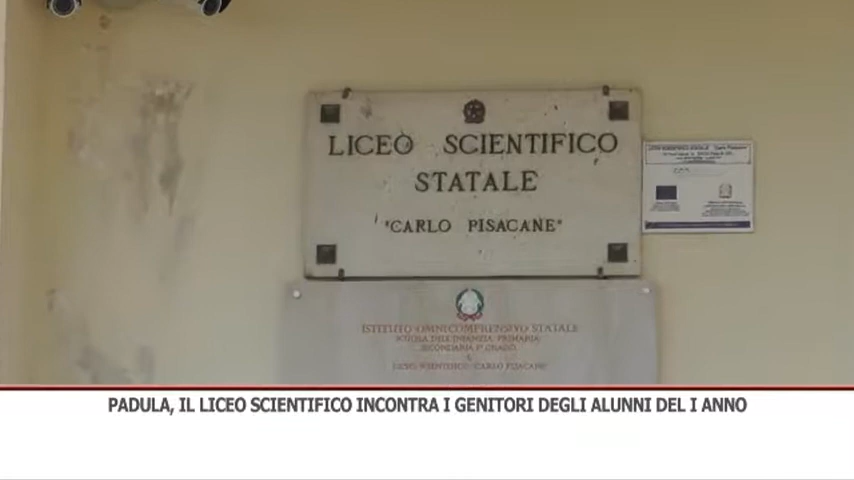 LICEO SCIENTIFICO
STATALE
"CARLO PISACANE"
ISTITUTO OMNICOMPRENSIVO STATALE
SCUOLA DELL'INFANZIA PRIMARIA
SECONDARIA I° GRADO
E
LICEO SCIENTIFICO "CARLO PISACANE"
PADULA, IL LICEO SCIENTIFICO INCONTRA I GENITORI DEGLI ALUNNI DEL I ANNO